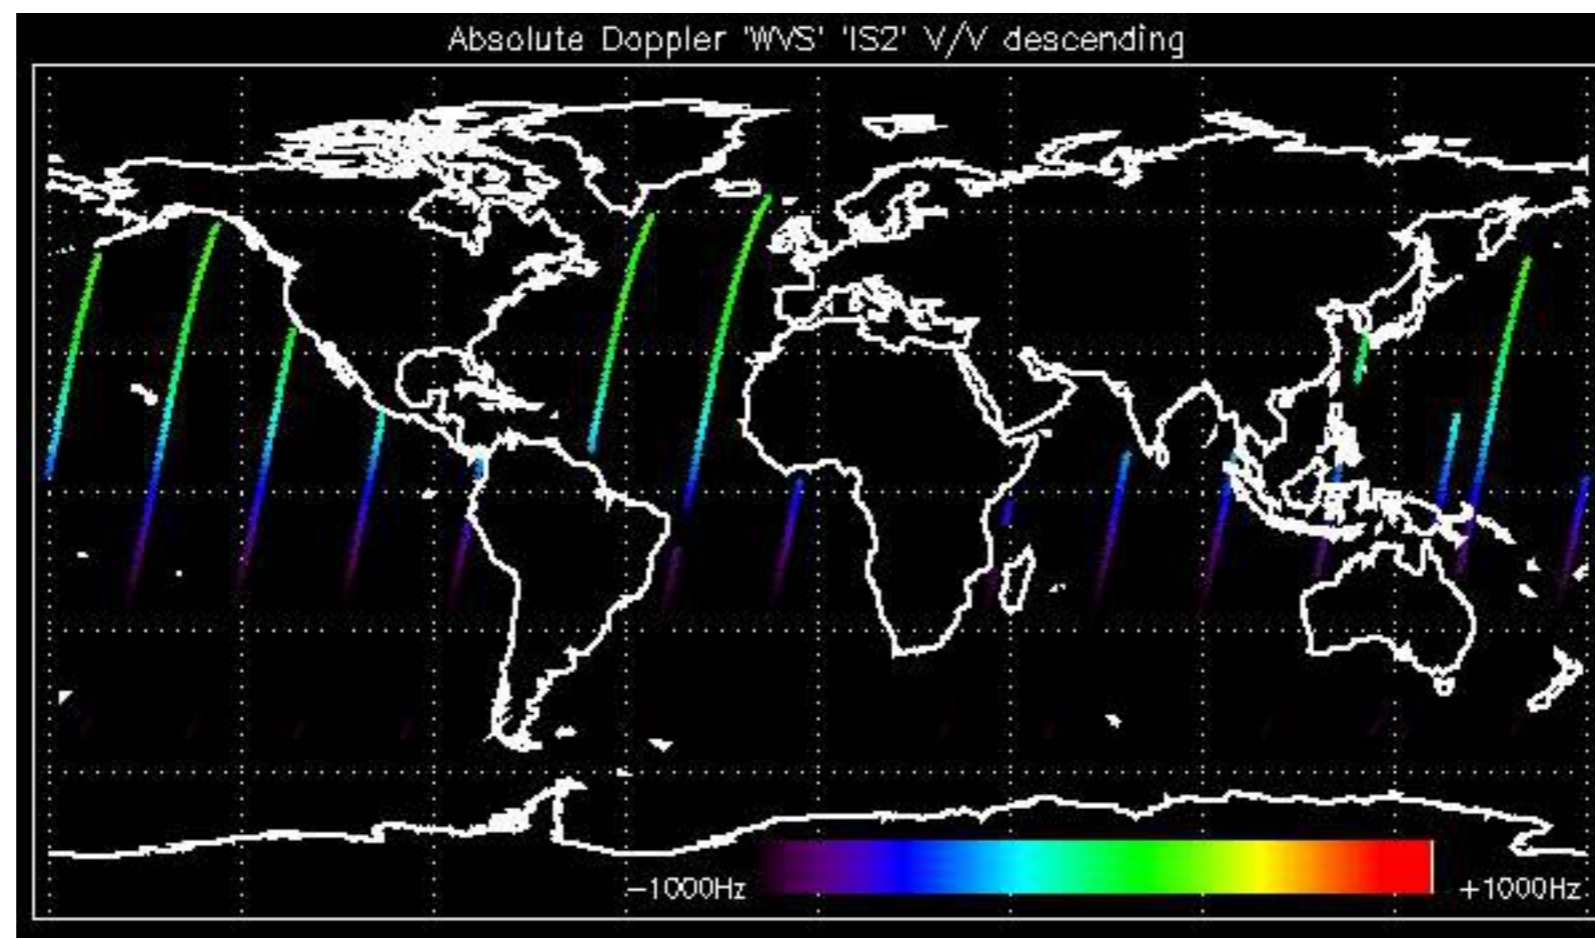 Absolute Doppler 'WVS' 'IS2' V/V descending
−1000Hz
+1000Hz